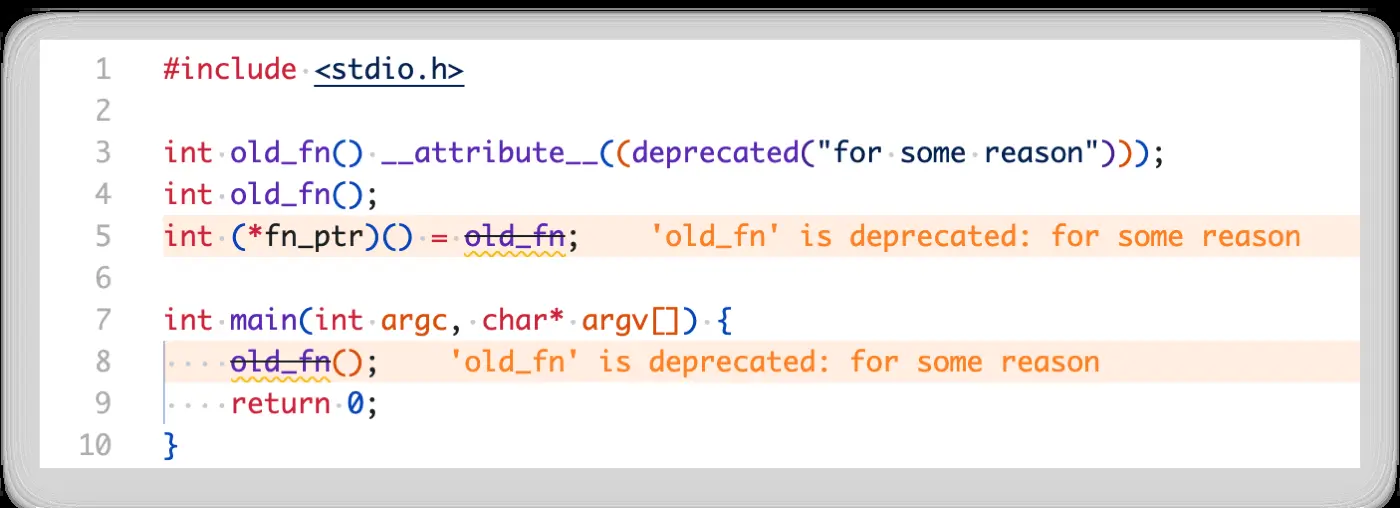 1 #include <stdio.h>
2
3 int old_fn() __attribute__((deprecated("for some reason")));
4 int old_fn();
5 int (*fn_ptr)() = old_fn; 'old_fn' is deprecated: for some reason
6
7 int main(int argc, char* argv[]) {
8 old_fn(); 'old_fn' is deprecated: for some reason
9 return 0;
10 }